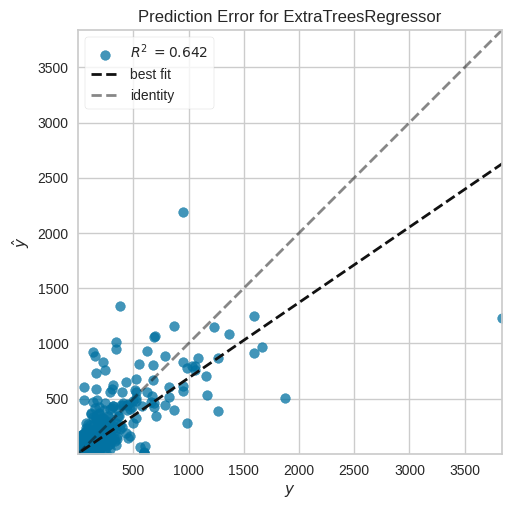 Prediction Error for ExtraTreesRegressor
R² = 0.642
best fit
identity
3500
3000
2500
2000
1500
1000
500
ŷ
500 1000 1500 2000 2500 3000 3500
y